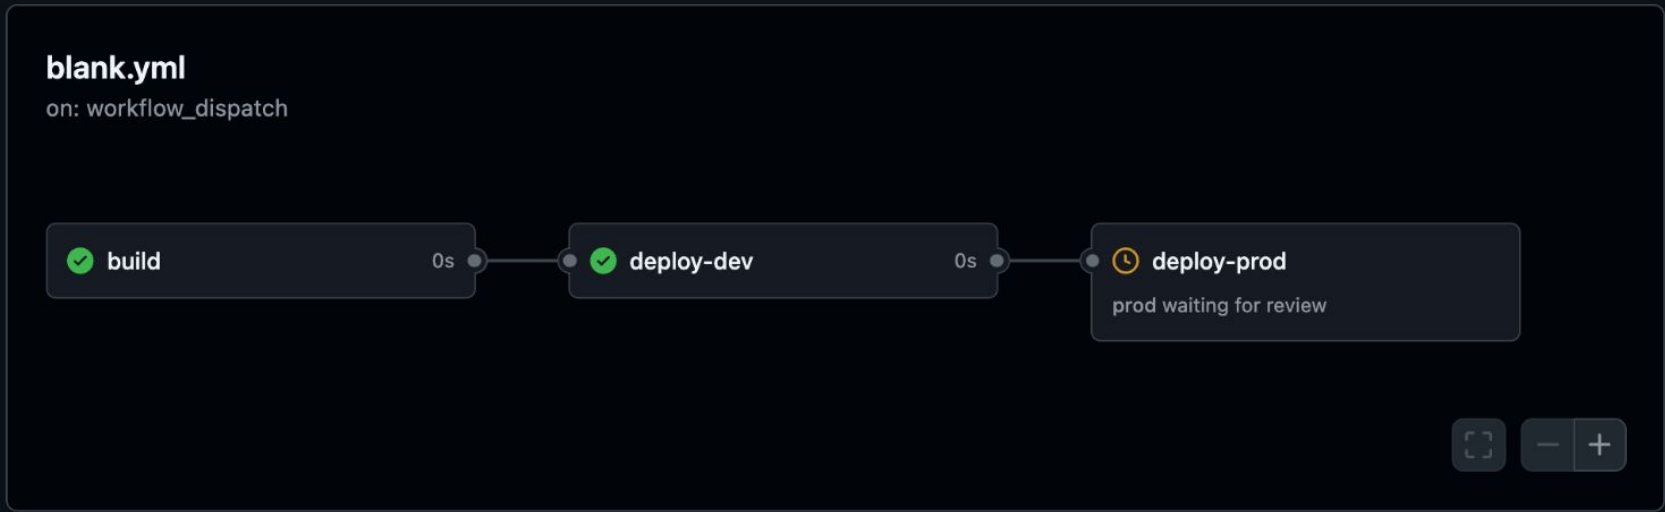 blank.yml
on: workflow_dispatch
build 0s
deploy-dev 0s
deploy-prod
prod waiting for review